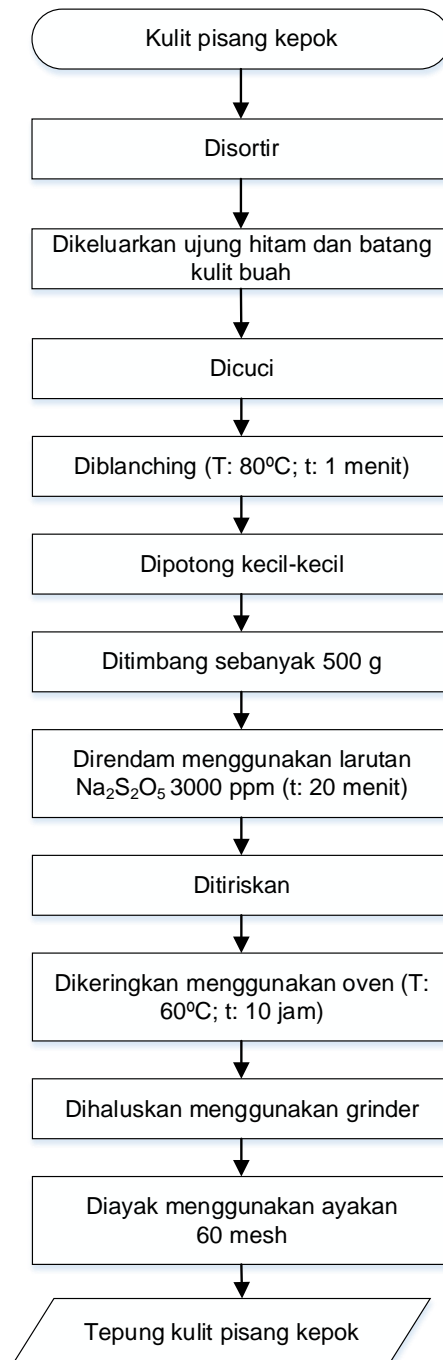 Kulit pisang kepok
Disortir
Dikeluarkan ujung hitam dan batang
kulit buah
Dicuci
Diblanching (T: 80ºC; t: 1 menit)
Dipotong kecil-kecil
Ditimbang sebanyak 500 g
Direndam menggunakan larutan
Na₂S₂O₅ 3000 ppm (t: 20 menit)
Ditiriskan
Dikeringkan menggunakan oven (T:
60ºC; t: 10 jam)
Dihaluskan menggunakan grinder
Diayak menggunakan ayakan
60 mesh
Tepung kulit pisang kepok